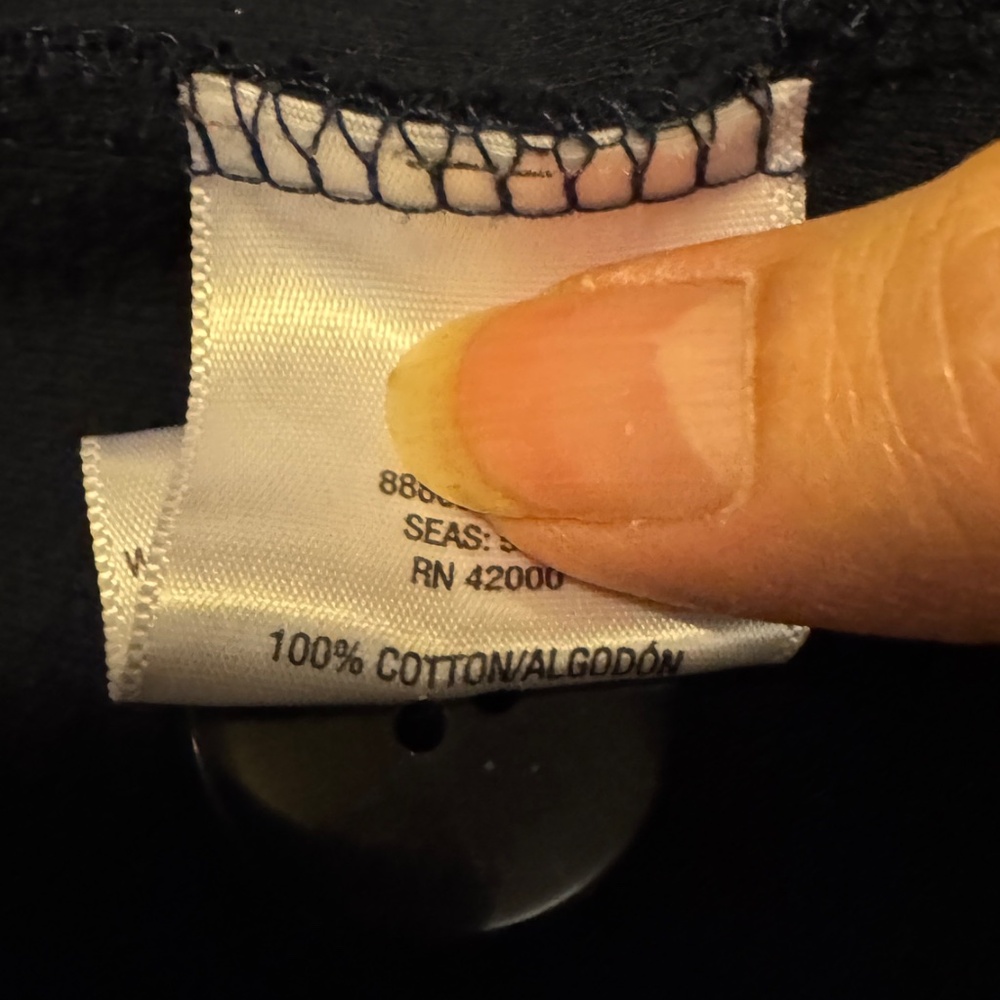 SEAS:
RN 42000
100% COTTON/ALGODÓN